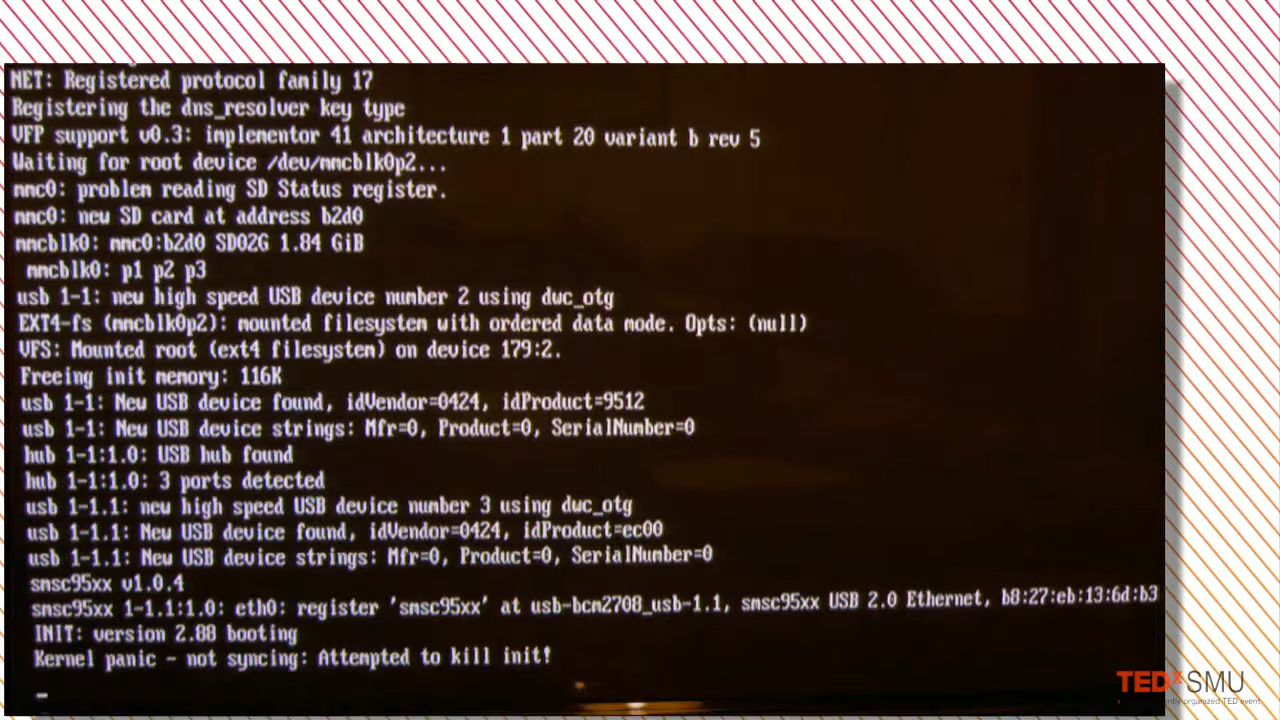 NET: Registered protocol family 17
Registering the dns_resolver key type
VFP support v0.3: implementor 41 architecture 1 part 20 variant b rev 5
Waiting for root device /dev/mmcblk0p2...
mmc0: problem reading SD Status register.
mmc0: new SD card at address b2d0
mmcblk0: mmc0:b2d0 SD02G 1.84 GiB
mmcblk0: p1 p2 p3
usb 1-1: new high speed USB device number 2 using dwc_otg
EXT4-fs (mmcblk0p2): mounted filesystem with ordered data mode. Opts: (null)
VFS: Mounted root (ext4 filesystem) on device 179:2.
Freeing init memory: 116K
usb 1-1: New USB device found, idVendor=0424, idProduct=9512
usb 1-1: New USB device strings: Mfr=0, Product=0, SerialNumber=0
hub 1-1:1.0: USB hub found
hub 1-1:1.0: 3 ports detected
usb 1-1.1: new high speed USB device number 3 using dwc_otg
usb 1-1.1: New USB device found, idVendor=0424, idProduct=ec00
usb 1-1.1: New USB device strings: Mfr=0, Product=0, SerialNumber=0
smsc95xx v1.0.4
smsc95xx 1-1.1:1.0: eth0: register 'smsc95xx' at usb-bcm2708_usb-1.1, smsc95xx USB 2.0 Ethernet, b8:27:eb:13:6d:b3
INIT: version 2.88 booting
Kernel panic - not syncing: Attempted to kill init!
TEDxSMU
organized TED event